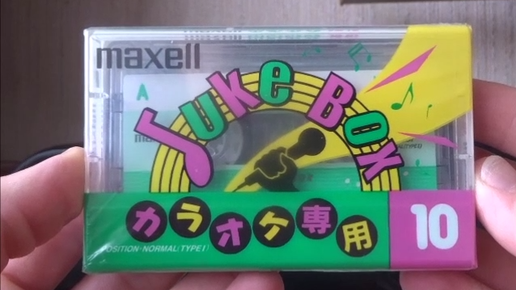 maxell
A
Juke Box
カラオケ専用
10
POSITION·NORMAL(TYPE I)